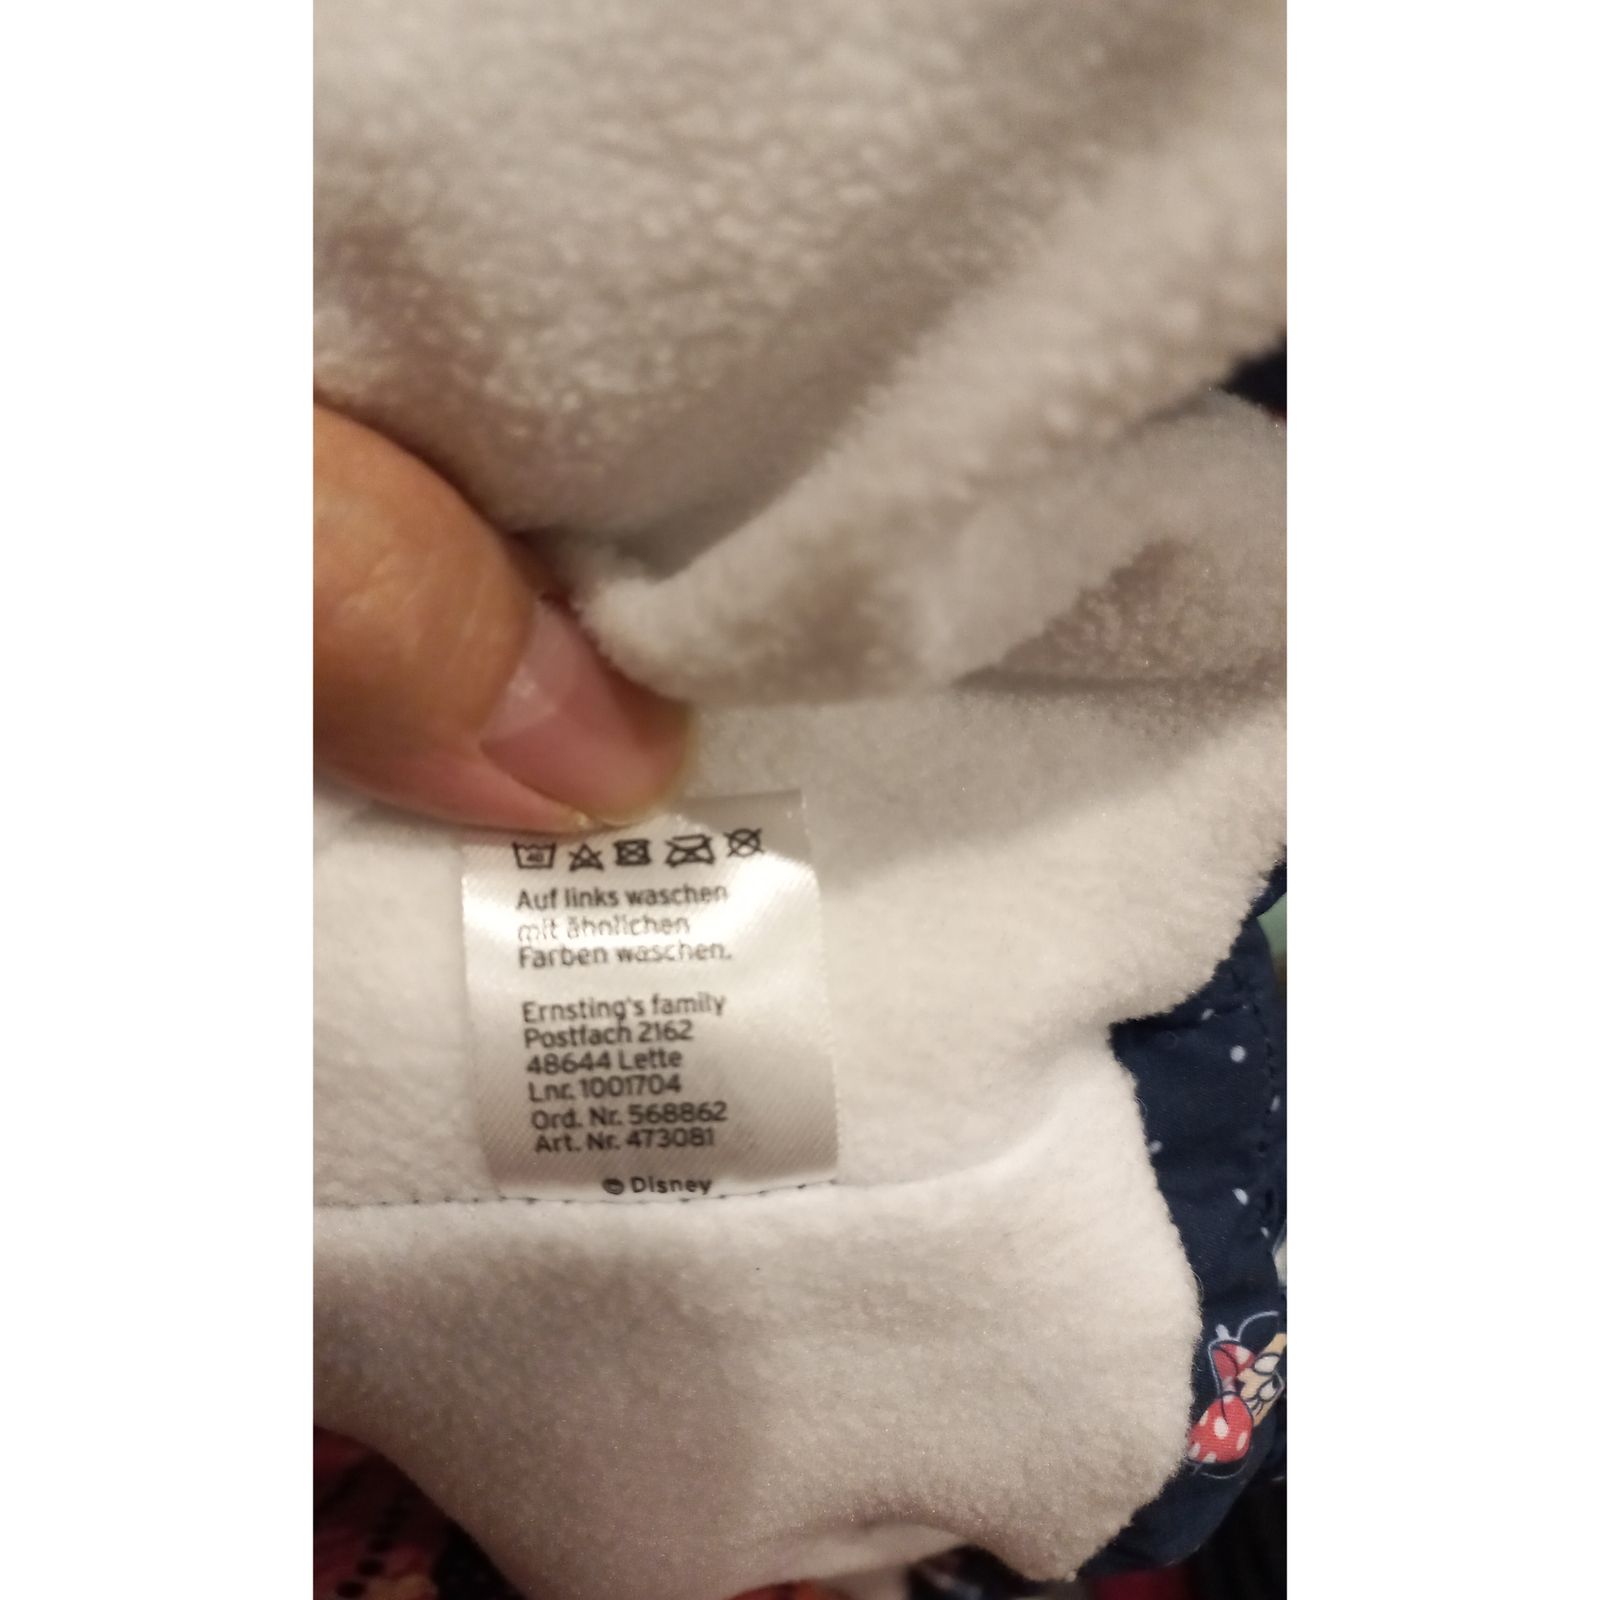 40
Auf links waschen
mit ähnlichen
Farben waschen.
Ernsting's family
Postfach 2162
48644 Lette
Lnr. 1001704
Ord. Nr. 568862
Art. Nr. 473081
© Disney